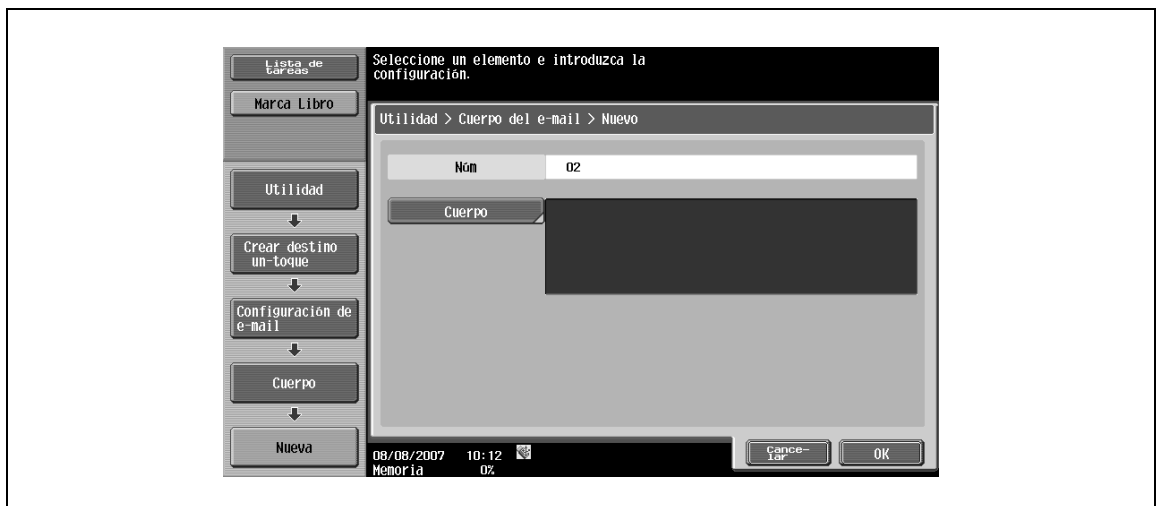 Lista de
tareas
Marca Libro
Seleccione un elemento e introduzca la
configuración.
Utilidad > Cuerpo del e-mail > Nuevo
Núm 02
Cuerpo
Utilidad
Crear destino
un-toque
Configuración de
e-mail
Cuerpo
Nueva
08/08/2007 10:12
Memoria 0%
Cance-
lar
OK